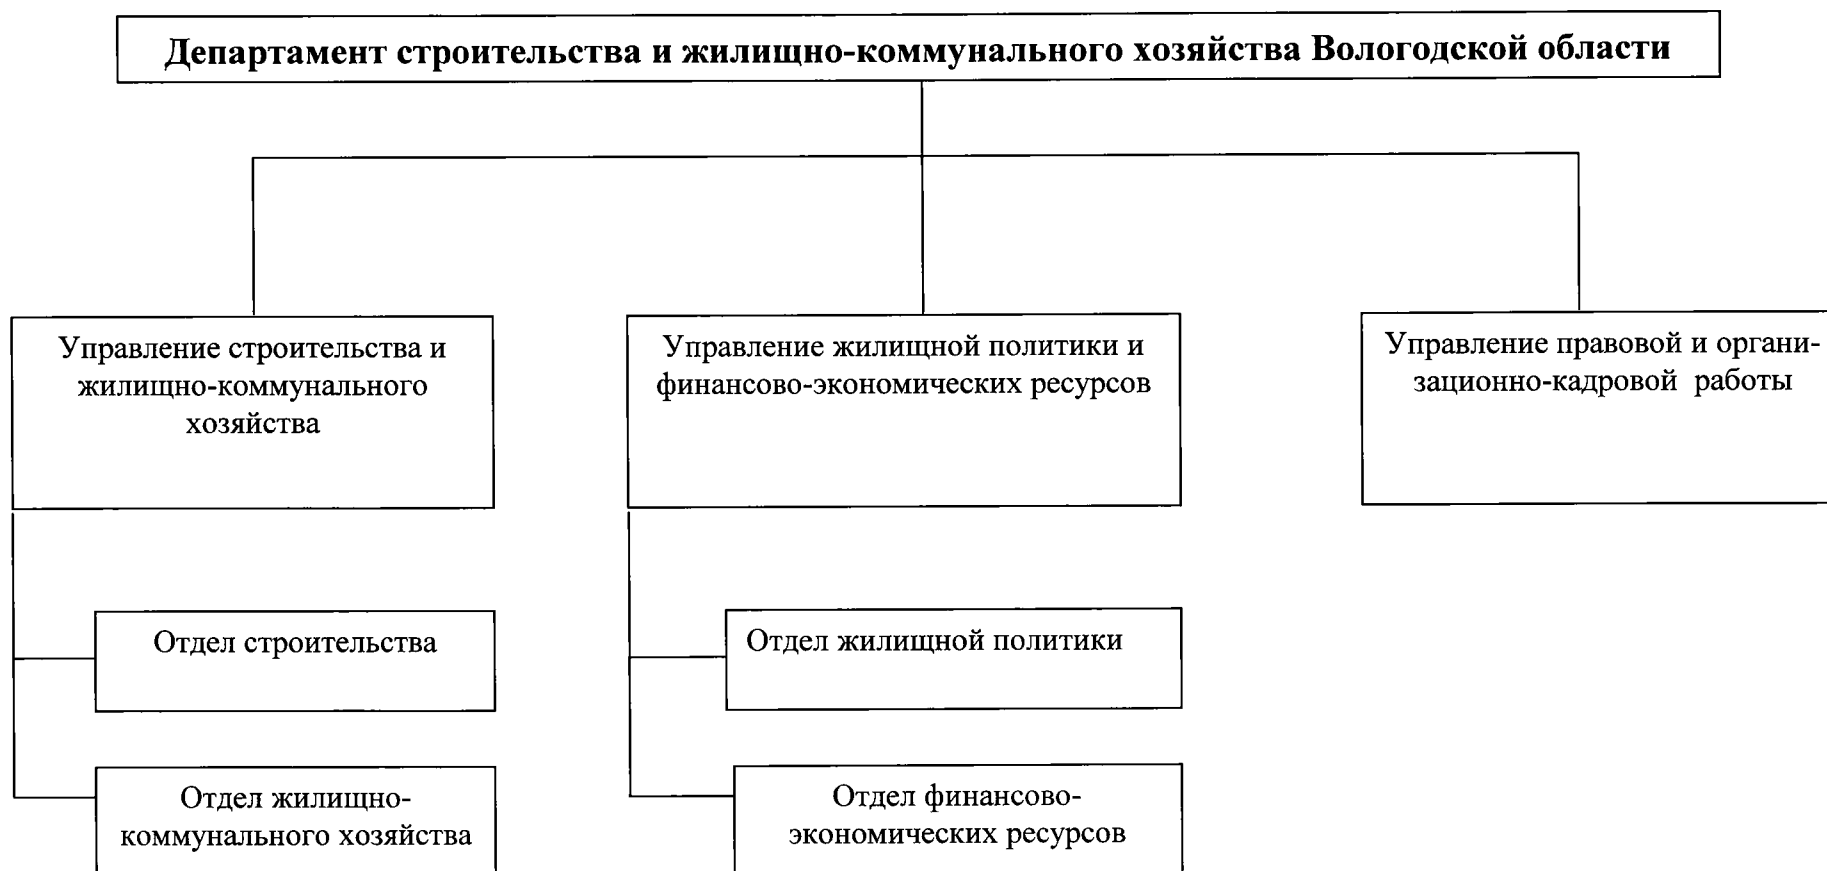 Департамент строительства и жилищно-коммунального хозяйства Вологодской области
Управление строительства и
жилищно-коммунального
хозяйства
Управление жилищной политики и
финансово-экономических ресурсов
Управление правовой и органи-
зационно-кадровой работы
Отдел строительства
Отдел жилищной политики
Отдел жилищно-
коммунального хозяйства
Отдел финансово-
экономических ресурсов